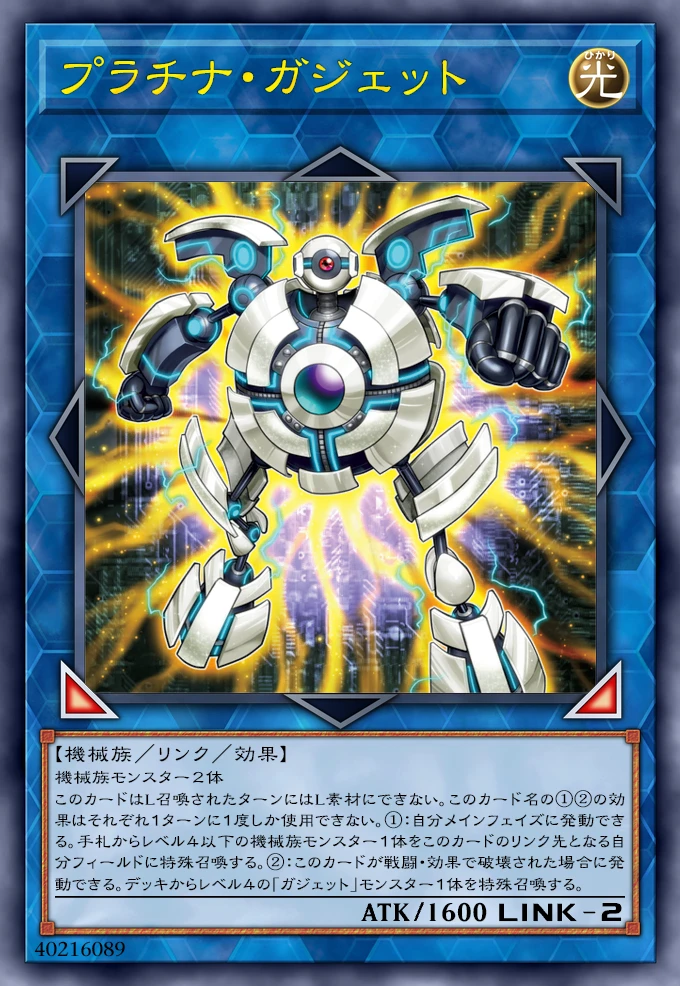 プラチナ・ガジェット
ひかり
光
【機械族／リンク／効果】
機械族モンスター２体
このカードはL召喚されたターンにはL素材にできない。このカード名の①②の効
果はそれぞれ１ターンに１度しか使用できない。①：自分メインフェイズに発動でき
る。手札からレベル４以下の機械族モンスター１体をこのカードのリンク先となる自
分フィールドに特殊召喚する。②：このカードが戦闘・効果で破壊された場合に発
動できる。デッキからレベル４の「ガジェット」モンスター１体を特殊召喚する。
ATK/1600 LINK-2
40216089